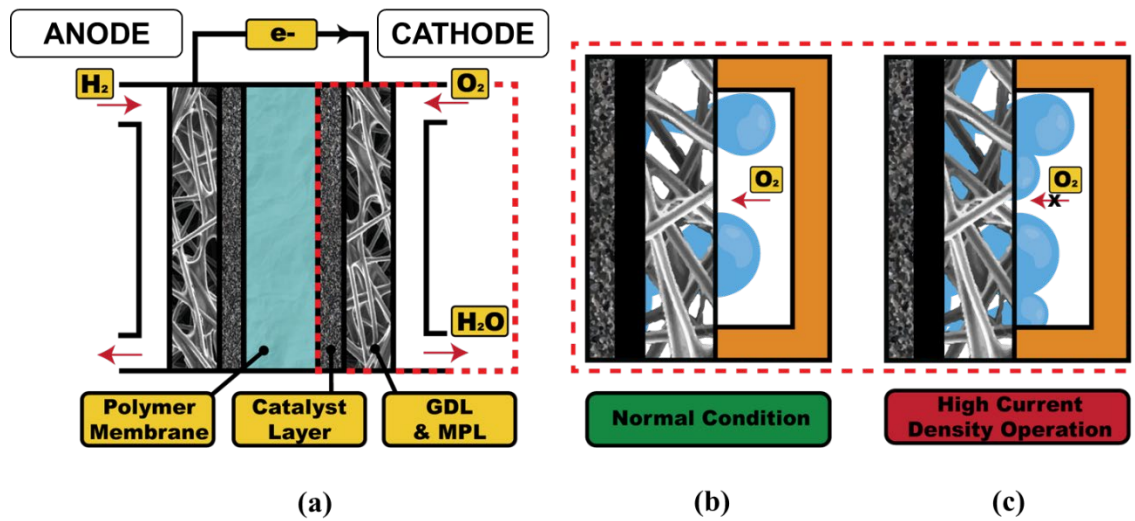 ANODE
e-
CATHODE
H₂
O₂
H₂O
Polymer
Membrane
Catalyst
Layer
GDL
& MPL
(a)
O₂
Normal Condition
(b)
O₂
x
High Current
Density Operation
(c)